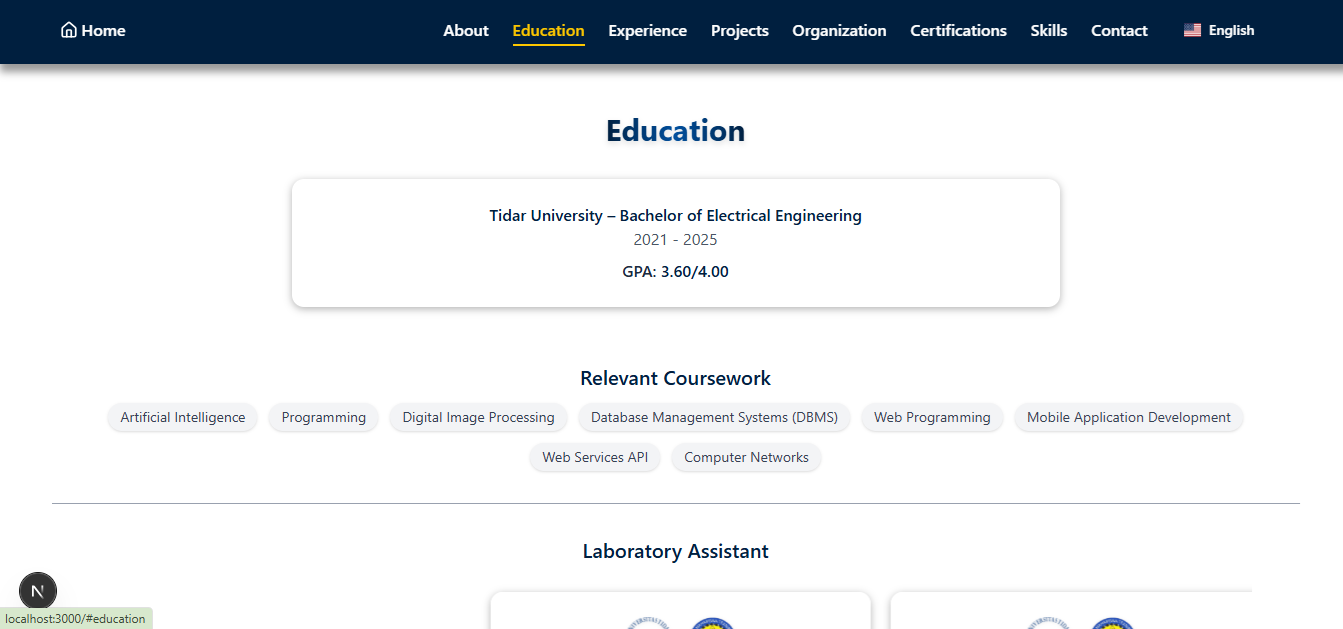 Home About Education Experience Projects Organization Certifications Skills Contact English
Education
Tidar University – Bachelor of Electrical Engineering
2021 - 2025
GPA: 3.60/4.00
Relevant Coursework
Artificial Intelligence Programming Digital Image Processing Database Management Systems (DBMS) Web Programming Mobile Application Development
Web Services API Computer Networks
Laboratory Assistant
N
localhost:3000/#education